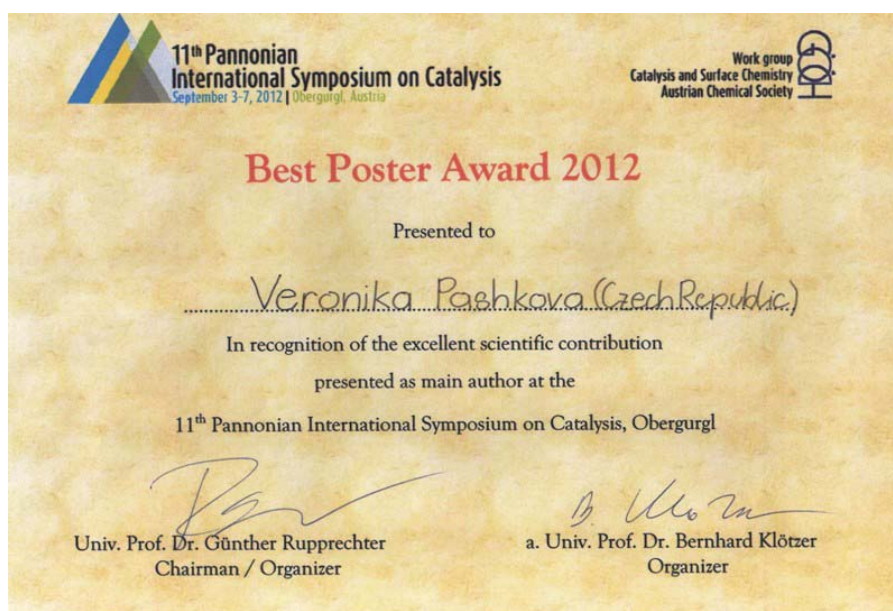 11th Pannonian
International Symposium on Catalysis
September 3-7, 2012 | Obergurgl, Austria
Work group
Catalysis and Surface Chemistry
Austrian Chemical Society
GÖCH
Best Poster Award 2012
Presented to
Veronika Pashkova (Czech Republic)
In recognition of the excellent scientific contribution
presented as main author at the
11th Pannonian International Symposium on Catalysis, Obergurgl
B. Klötzer
Univ. Prof. Dr. Günther Rupprechter
Chairman / Organizer
a. Univ. Prof. Dr. Bernhard Klötzer
Organizer